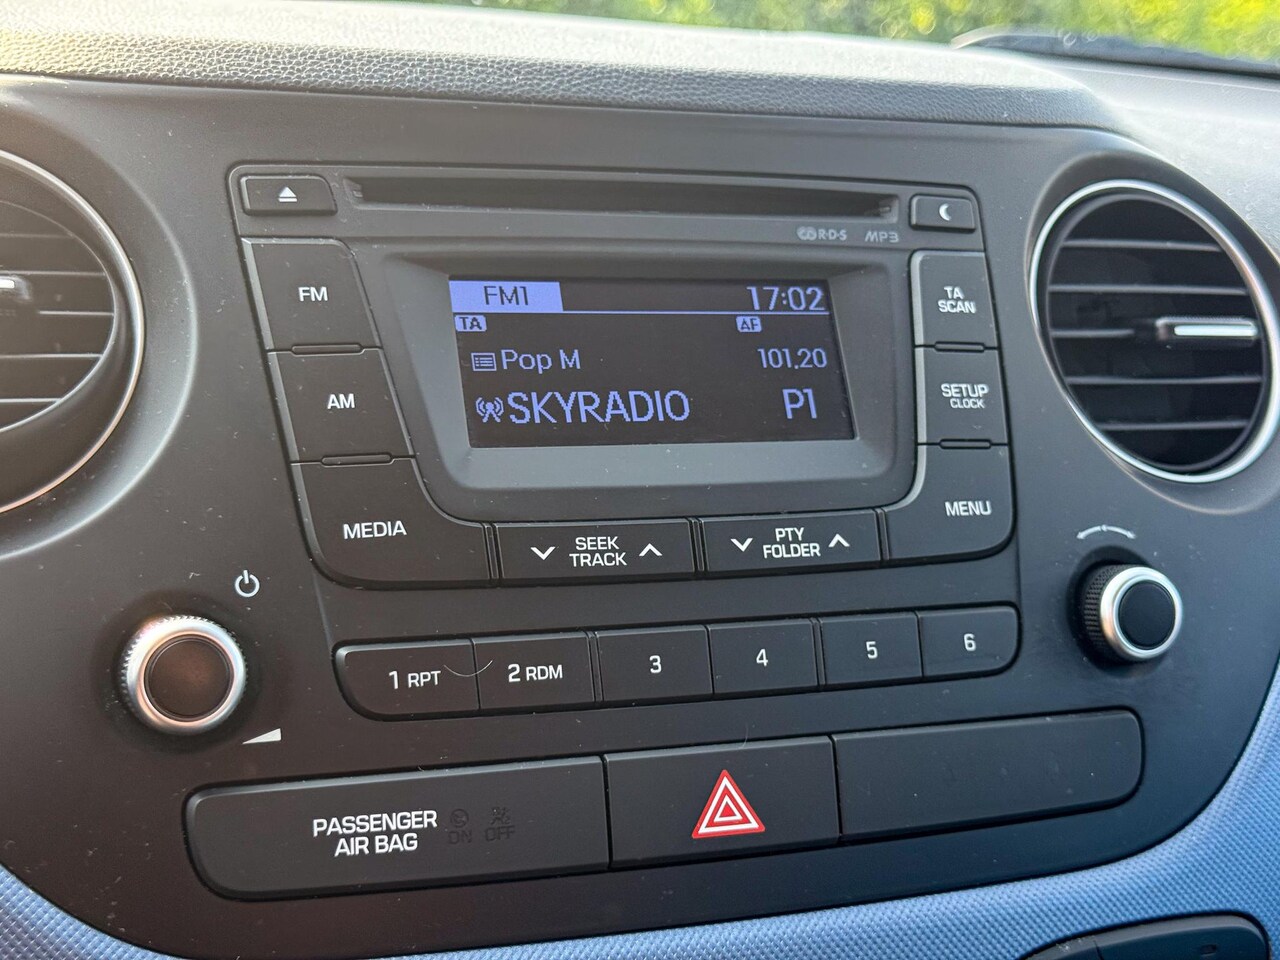 R·D·S MP3
FM
AM
MEDIA
FM1 17:02
TA AF
Pop M 101.20
SKYRADIO P1
TA
SCAN
SETUP
CLOCK
MENU
SEEK
TRACK
PTY
FOLDER
1 RPT 2 RDM 3 4 5 6
PASSENGER
AIR BAG
ON OFF